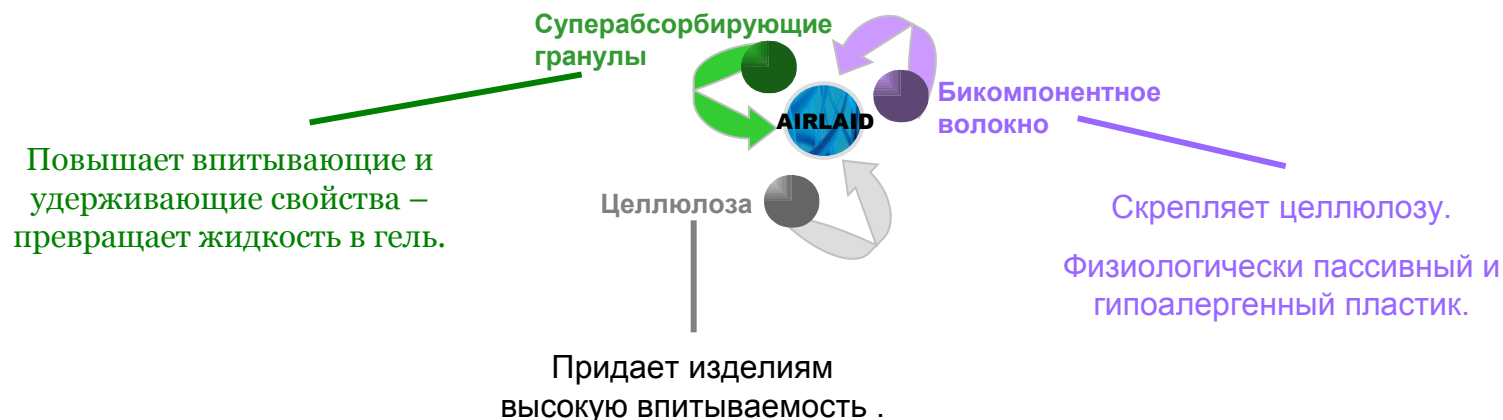 Суперабсорбирующие
гранулы
Бикомпонентное
волокно
AIRLAID
Повышает впитывающие и
удерживающие свойства –
превращает жидкость в гель.
Целлюлоза
Скрепляет целлюлозу.
Физиологически пассивный и
гипоалергенный пластик.
Придает изделиям
высокую впитываемость .